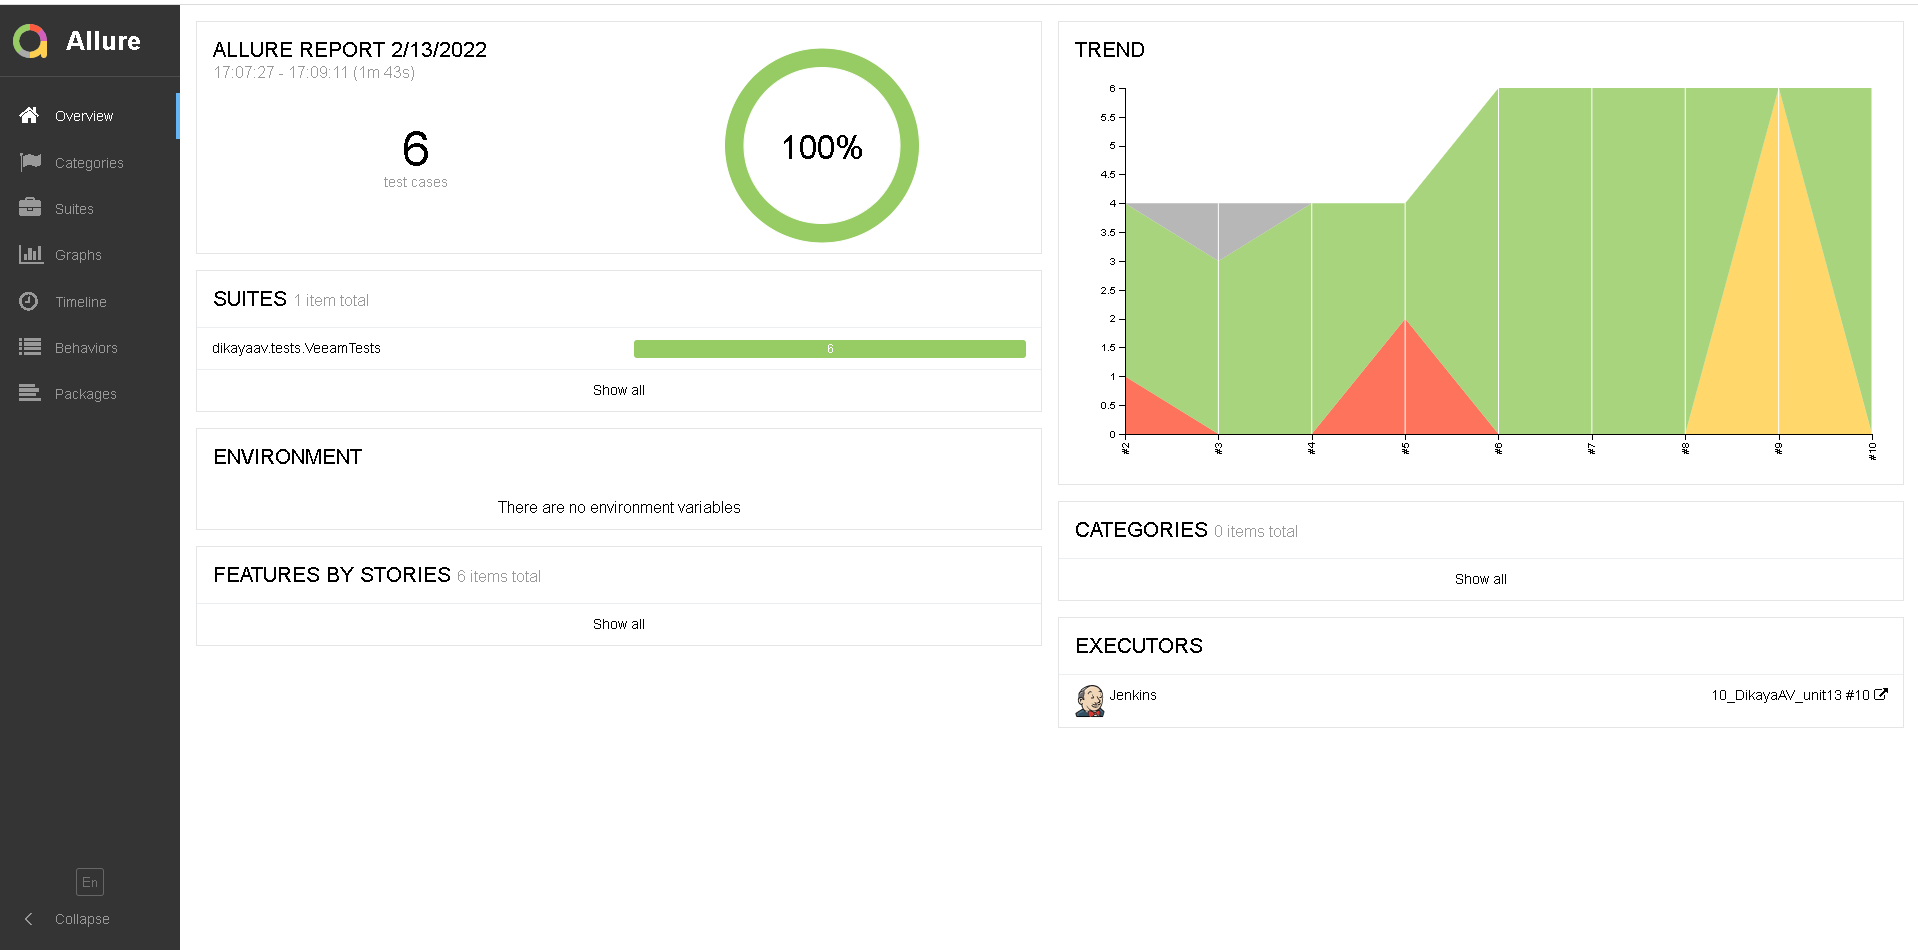 Allure
Overview
Categories
Suites
Graphs
Timeline
Behaviors
Packages
En
Collapse
ALLURE REPORT 2/13/2022
17:07:27 - 17:09:11 (1m 43s)
6
test cases
100%
SUITES 1 item total
dikayaav.tests.VeeamTests 6
Show all
ENVIRONMENT
There are no environment variables
FEATURES BY STORIES 6 items total
Show all
TREND
6
5.5
5
4.5
4
3.5
3
2.5
2
1.5
1
0.5
0
#2 #3 #4 #5 #6 #7 #8 #9 #10
CATEGORIES 0 items total
Show all
EXECUTORS
Jenkins 10_DikayaAV_unit13 #10